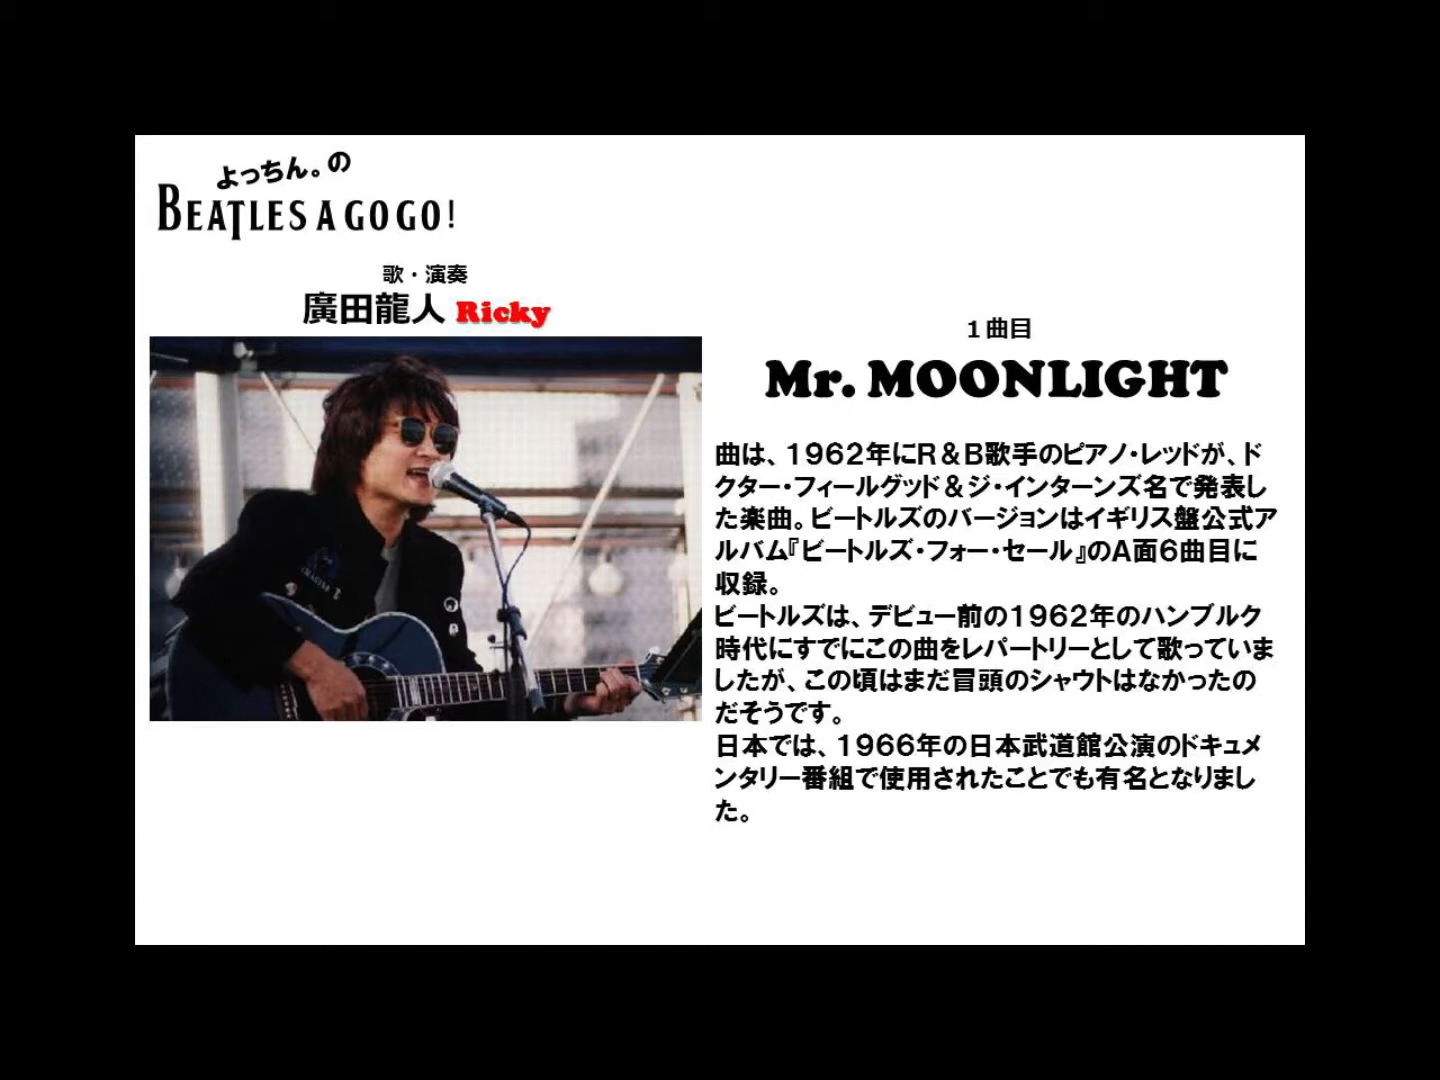 よっちん。の
BEATLES A GO GO!
歌・演奏
廣田龍人 Ricky
１曲目
Mr. MOONLIGHT
曲は、１９６２年にR＆B歌手のピアノ・レッドが、ド
クター・フィールグッド＆ジ・インターンズ名で発表し
た楽曲。ビートルズのバージョンはイギリス盤公式ア
ルバム『ビートルズ・フォー・セール』のA面６曲目に
収録。
ビートルズは、デビュー前の１９６２年のハンブルク
時代にすでにこの曲をレパートリーとして歌っていま
したが、この頃はまだ冒頭のシャウトはなかったの
だそうです。
日本では、１９６６年の日本武道館公演のドキュメ
ンタリー番組で使用されたことでも有名となりまし
た。